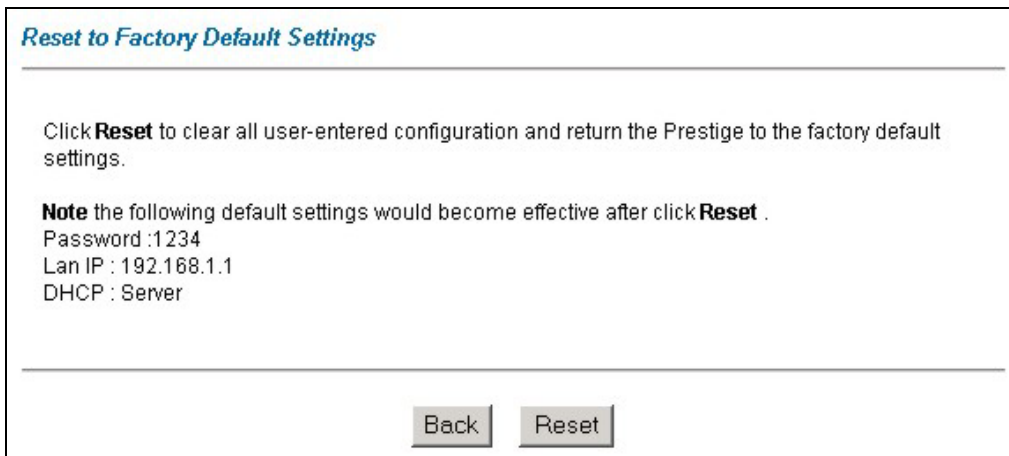 Reset to Factory Default Settings
Click Reset to clear all user-entered configuration and return the Prestige to the factory default
settings.
Note the following default settings would become effective after click Reset .
Password :1234
Lan IP : 192.168.1.1
DHCP : Server
Back
Reset